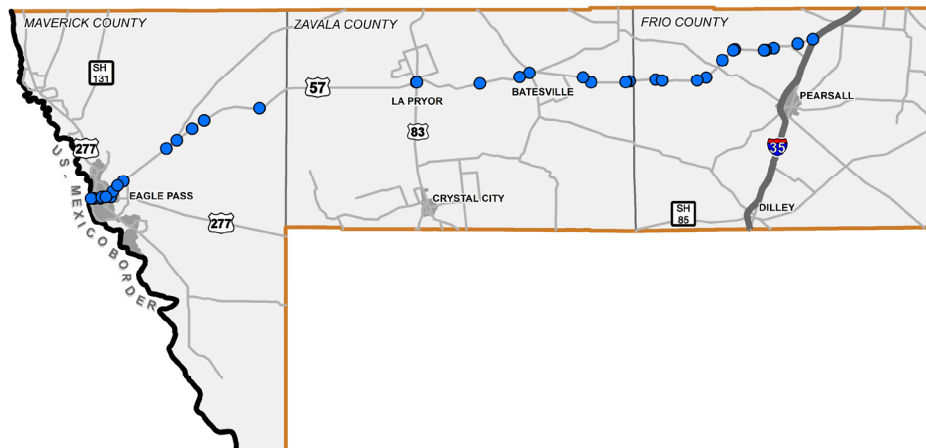 MAVERICK COUNTY
ZAVALA COUNTY
FRIO COUNTY
SH
131
57
LA PRYOR
BATESVILLE
PEARSALL
83
277
35
U.S. MEXICO BORDER
EAGLE PASS
CRYSTAL CITY
277
SH
85
DILLEY